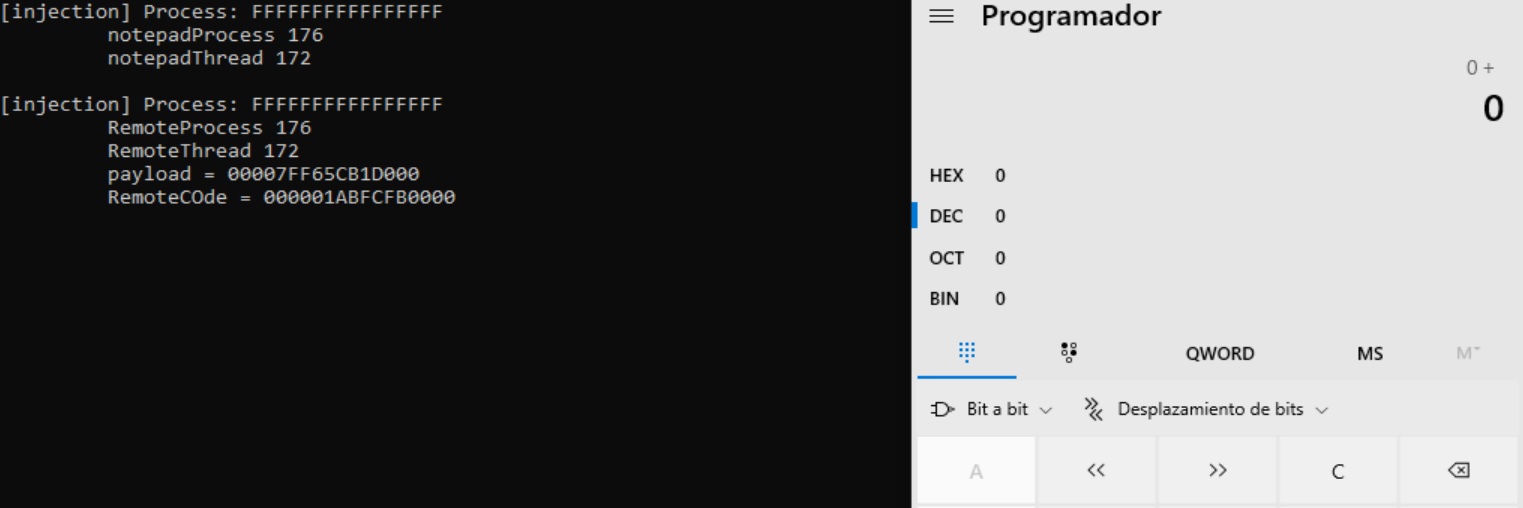 [injection] Process: FFFFFFFFFFFFFFFF
notepadProcess 176
notepadThread 172
[injection] Process: FFFFFFFFFFFFFFFF
RemoteProcess 176
RemoteThread 172
payload = 00007FF65CB1D000
RemoteCOde = 000001ABFCFB0000
Programador
0 +
0
HEX 0
DEC 0
OCT 0
BIN 0
QWORD MS M
Bit a bit Desplazamiento de bits
A << >> C